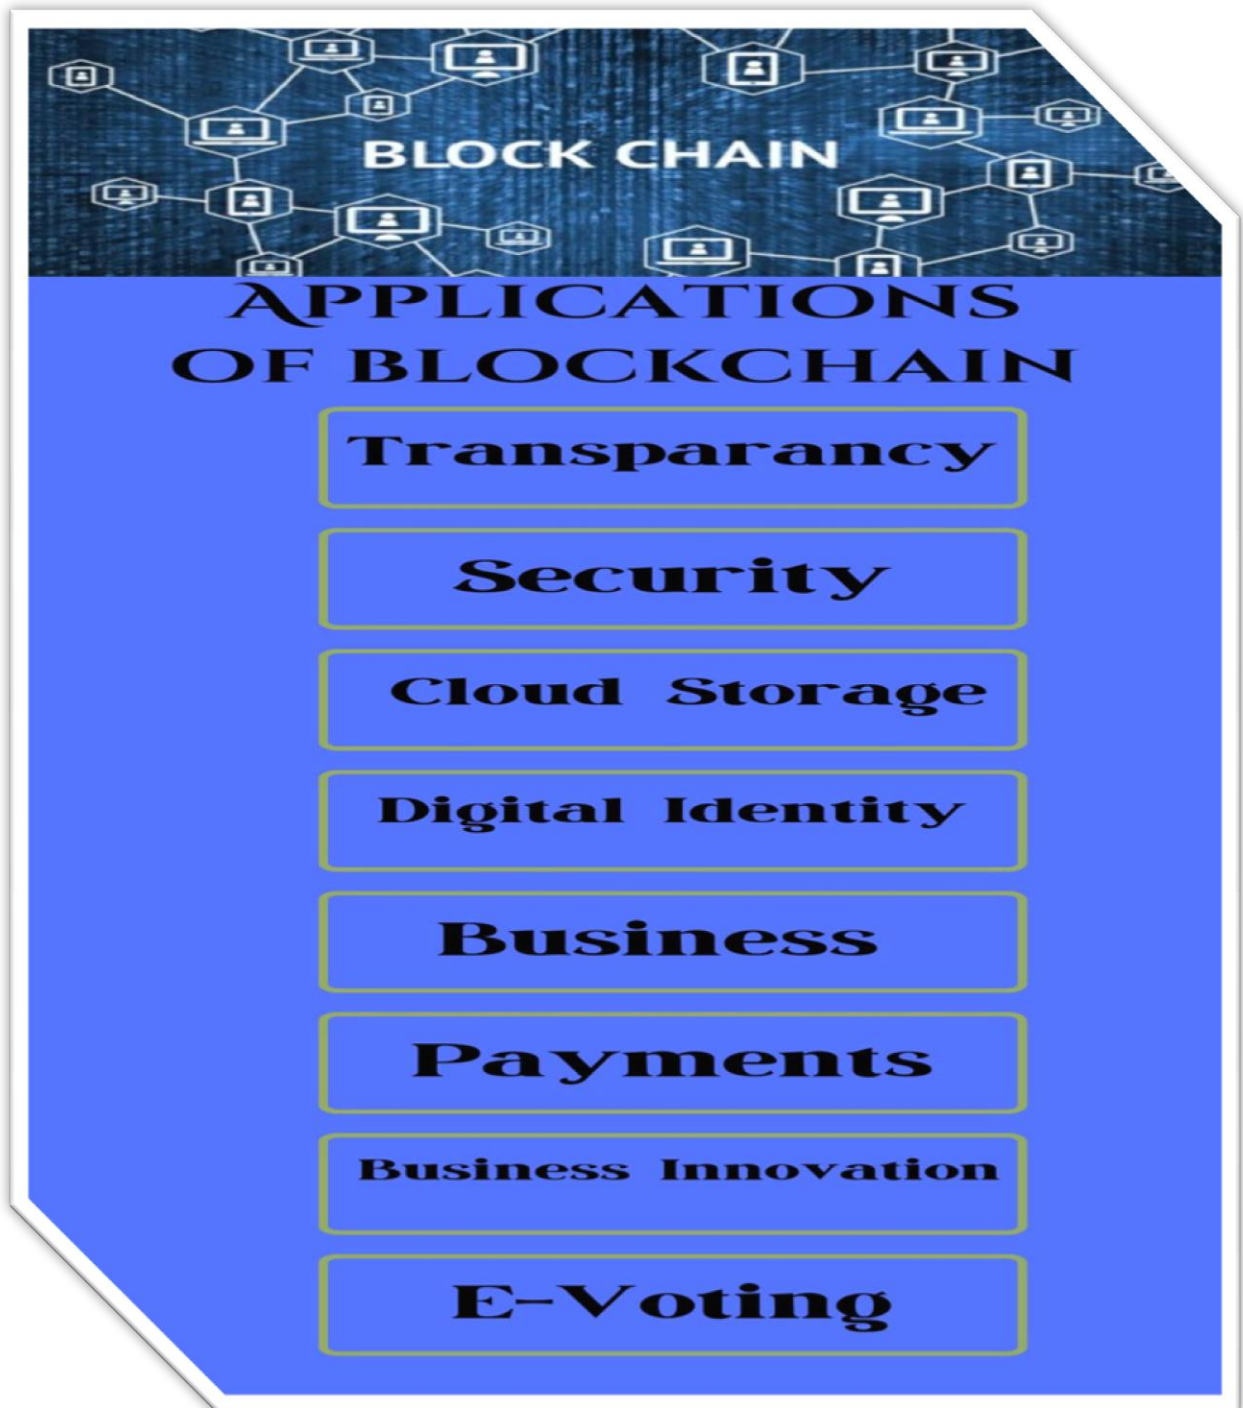 BLOCK CHAIN
APPLICATIONS
OF BLOCKCHAIN
Transparancy
Security
Cloud Storage
Digital Identity
Business
Payments
Business Innovation
E-Voting